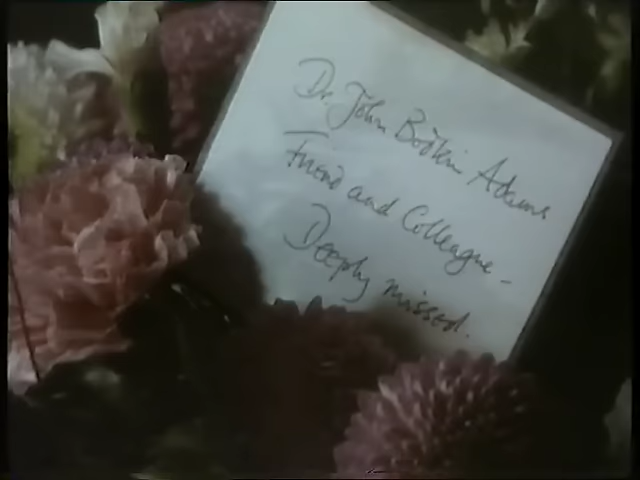 Dr. John Bodkin Adams
Friend and Colleague -
Deeply missed.